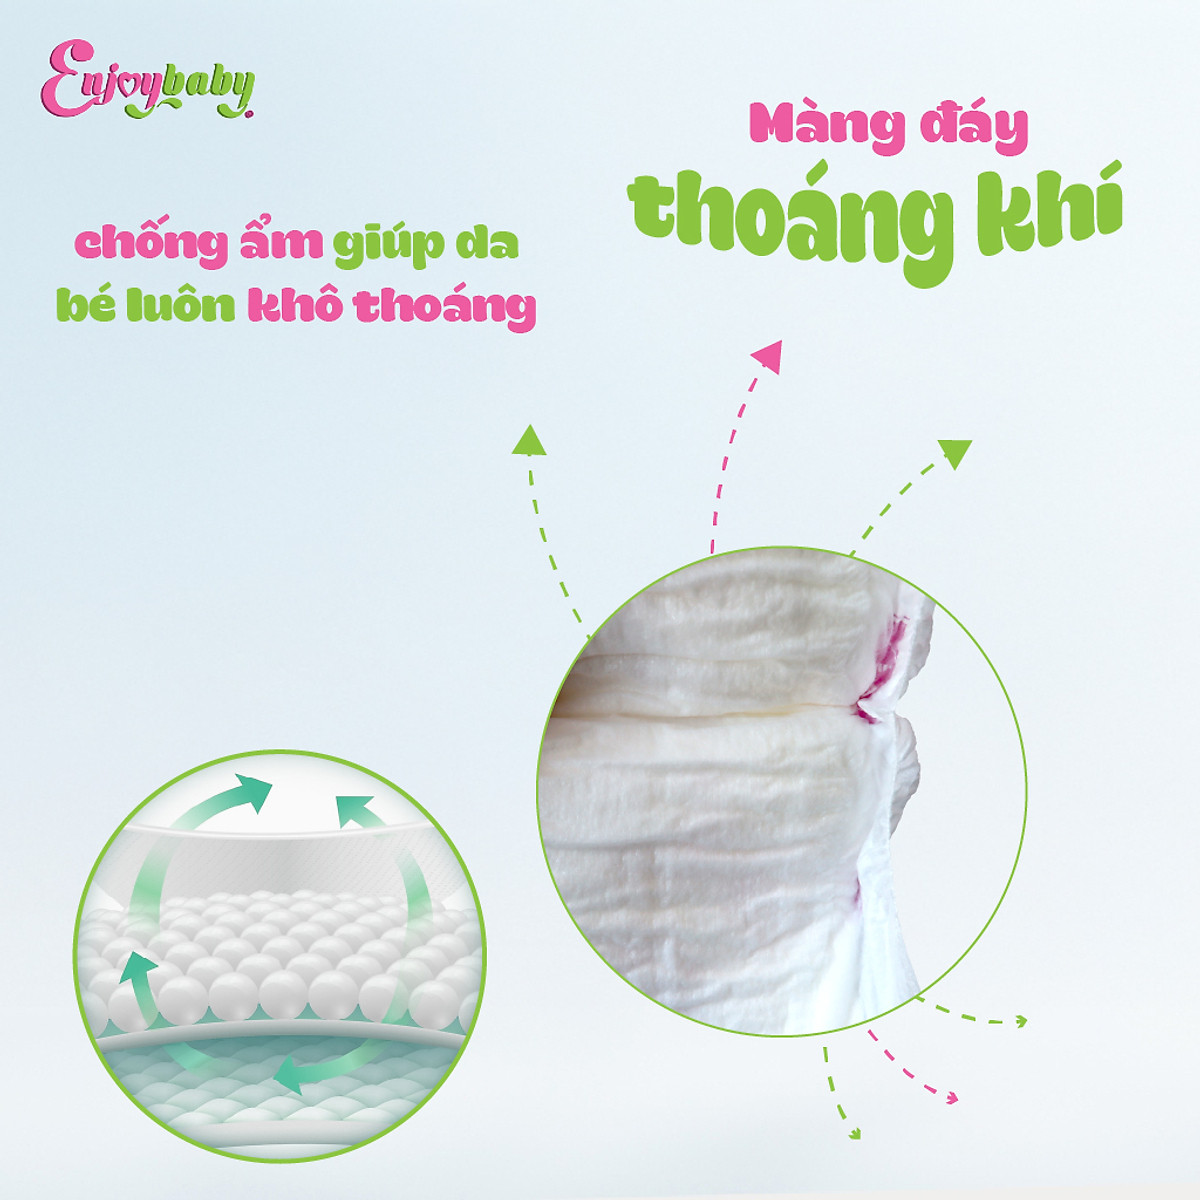 Enjoybaby
Màng đáy
thoáng khí
chống ẩm giúp da
bé luôn khô thoáng